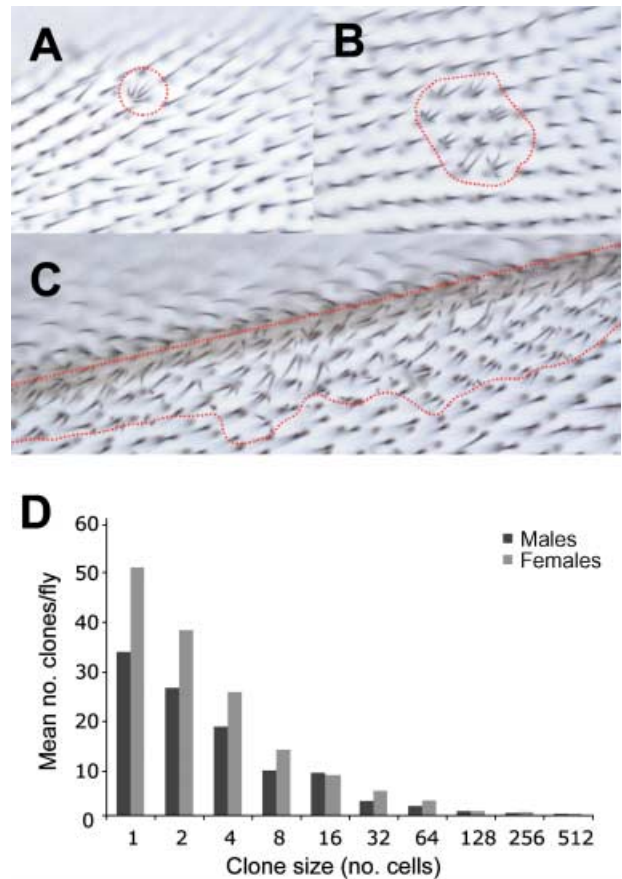 A
B
C
D
60
50
40
30
20
10
0
Mean no. clones/fly
Males
Females
1 2 4 8 16 32 64 128 256 512
Clone size (no. cells)